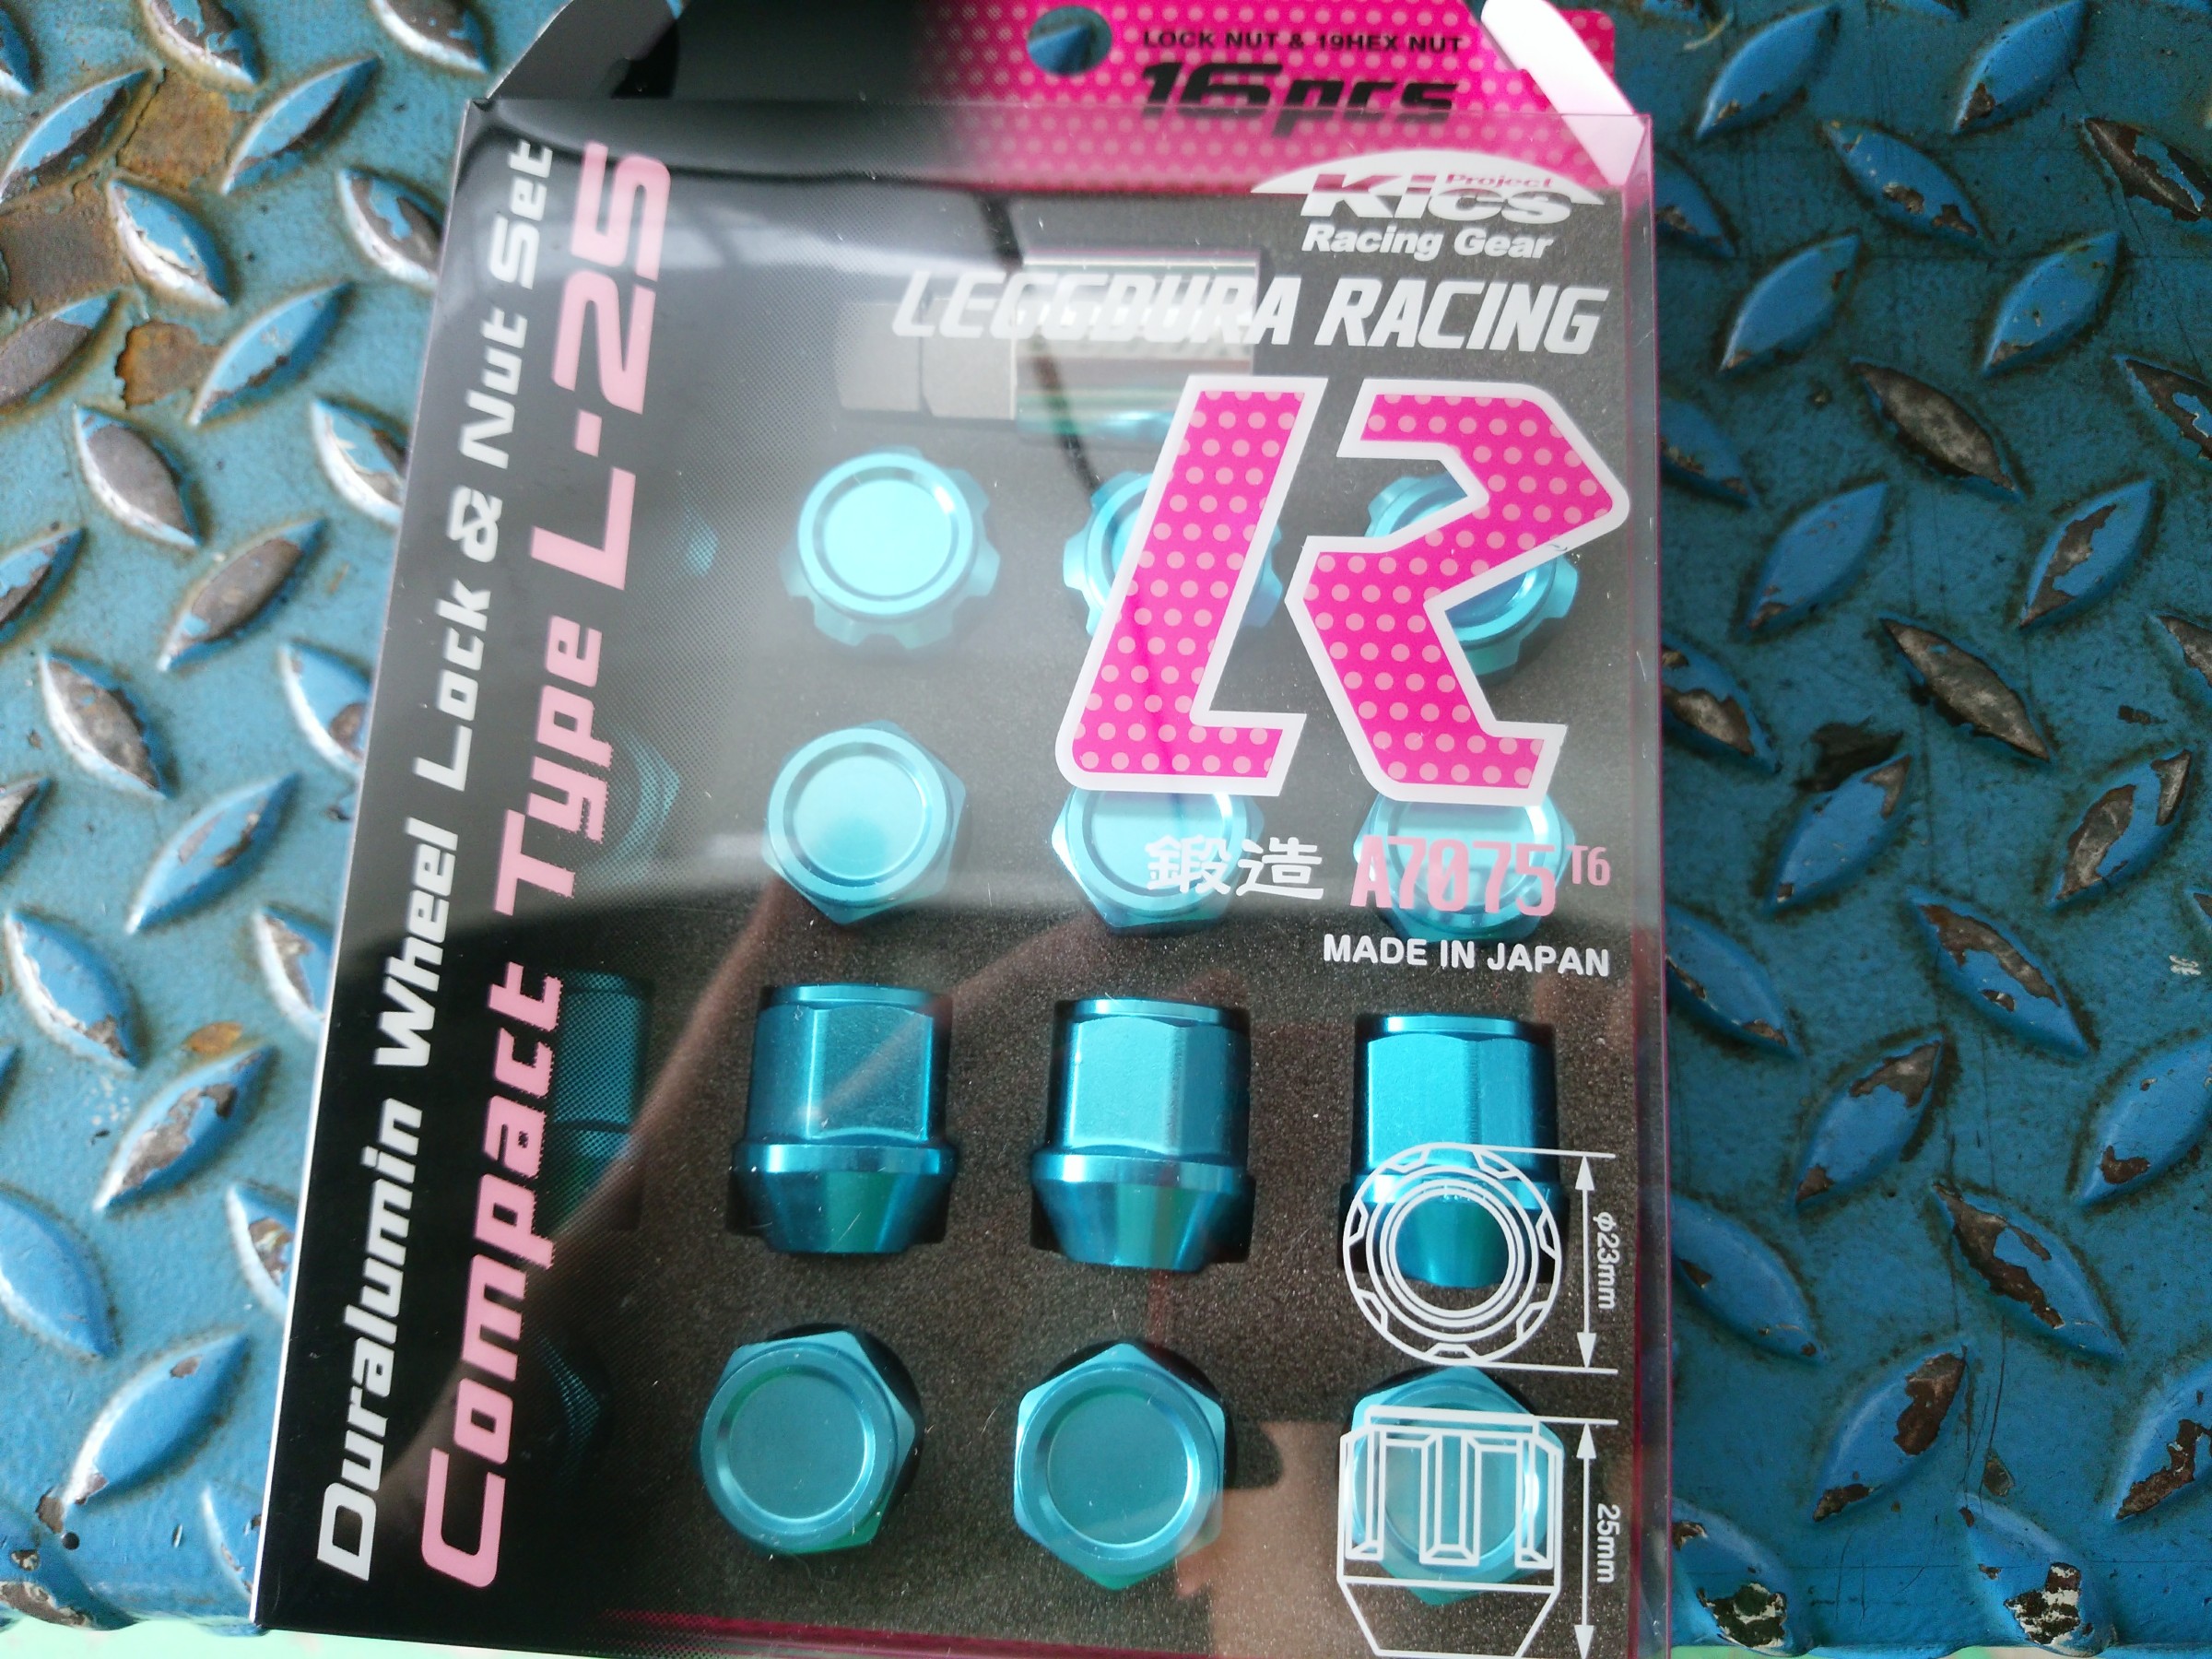 LOCK NUT & 19HEX NUT
16pcs
Project
Kics
Racing Gear
LEGGDURA RACING
LR
鍛造 A7075 T6
MADE IN JAPAN
Duralumin Wheel Lock & Nut Set
Compact Type L-25
φ23mm
25mm